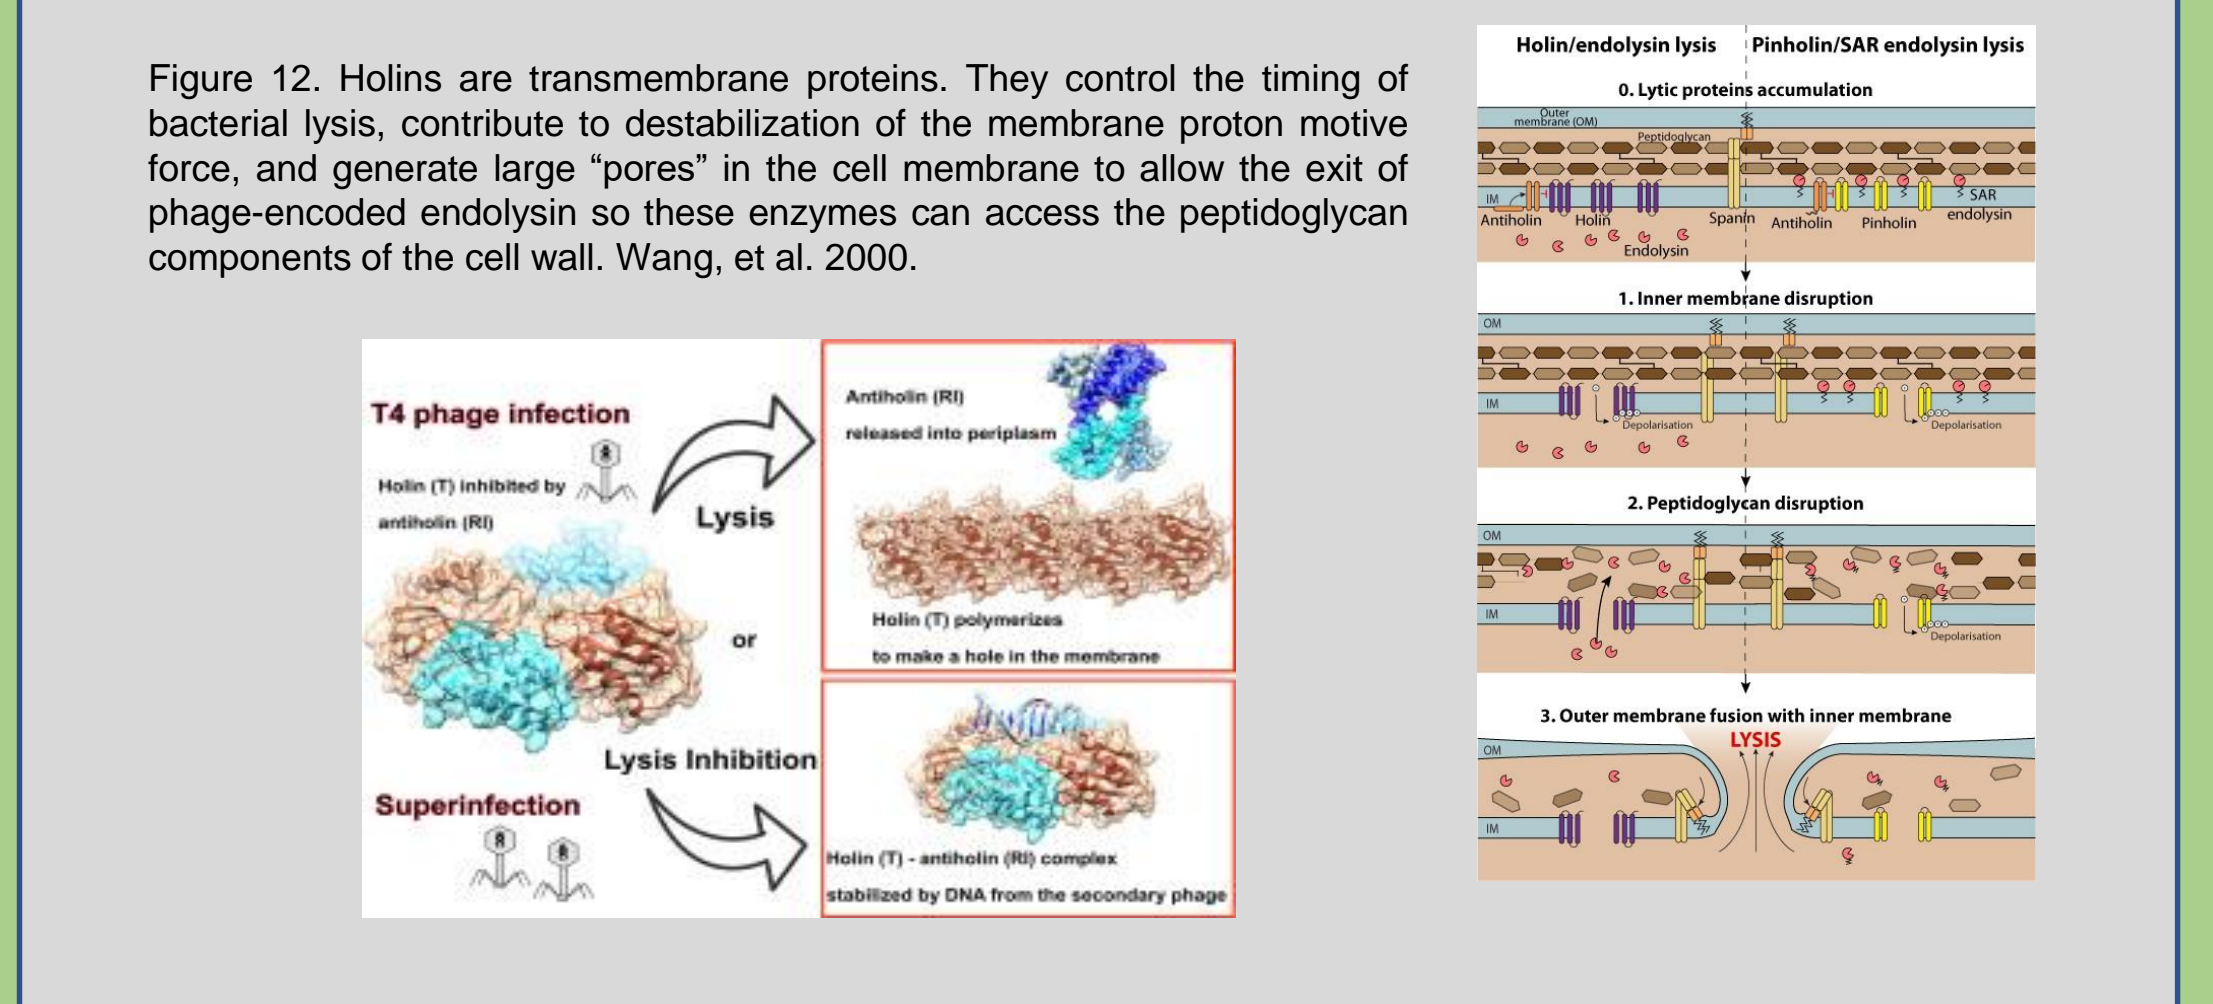 Figure 12. Holins are transmembrane proteins. They control the timing of
bacterial lysis, contribute to destabilization of the membrane proton motive
force, and generate large “pores” in the cell membrane to allow the exit of
phage-encoded endolysin so these enzymes can access the peptidoglycan
components of the cell wall. Wang, et al. 2000.
T4 phage infection
Holin (T) inhibited by
antiholin (RI)
Lysis
or
Lysis Inhibition
Superinfection
Antiholin (RI)
released into periplasm
Holin (T) polymerizes
to make a hole in the membrane
Holin (T) - antiholin (RI) complex
stabilized by DNA from the secondary phage
Holin/endolysin lysis
Pinholin/SAR endolysin lysis
0. Lytic proteins accumulation
Outer
membrane (OM)
Peptidoglycan
IM
Antiholin
Holin
Endolysin
Spanin
Antiholin
Pinholin
SAR
endolysin
1. Inner membrane disruption
OM
IM
Depolarisation
Depolarisation
2. Peptidoglycan disruption
OM
IM
Depolarisation
3. Outer membrane fusion with inner membrane
LYSIS
OM
IM